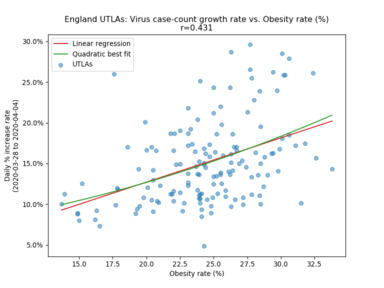 England UTLAs: Virus case-count growth rate vs. Obesity rate (%)
r=0.431
Linear regression
Quadratic best fit
UTLAs
Daily % increase rate
(2020-03-28 to 2020-04-04)
30.0%
25.0%
20.0%
15.0%
10.0%
5.0%
15.0
17.5
20.0
22.5
25.0
27.5
30.0
32.5
Obesity rate (%)